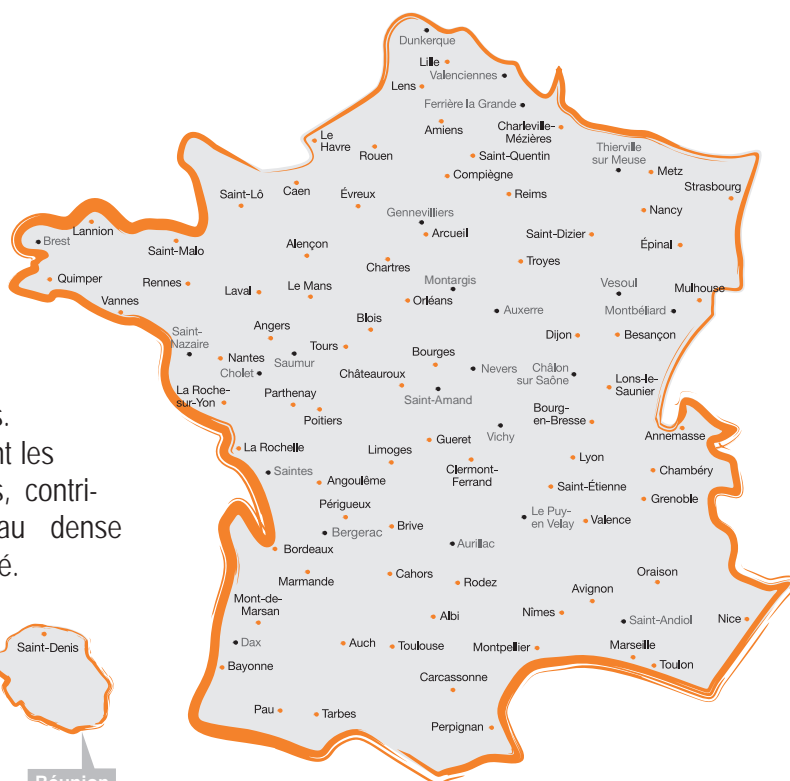 Dunkerque
Lille
Valenciennes
Lens
Ferrière la Grande
Amiens
Charleville-
Mézières
Le
Havre
Rouen
Saint-Quentin
Thierville
sur Meuse
Compiègne
Metz
Saint-Lô
Caen
Évreux
Reims
Strasbourg
Gennevilliers
Nancy
Lannion
Arcueil
Saint-Dizier
Brest
Saint-Malo
Alençon
Épinal
Chartres
Troyes
Quimper
Rennes
Laval
Le Mans
Montargis
Vesoul
Mulhouse
Vannes
Orléans
Auxerre
Montbéliard
Blois
Saint-
Nazaire
Angers
Tours
Dijon
Besançon
Nantes
Saumur
Bourges
Cholet
Châteauroux
Nevers
Châlon
sur Saône
La Roche-
sur-Yon
Parthenay
Saint-Amand
Lons-le-
Saunier
Poitiers
Bourg-
en-Bresse
s.
Gueret
Vichy
Annemasse
nt les
La Rochelle
Limoges
Clermont-
Ferrand
Lyon
Saintes
Chambéry
s, contri-
Angoulême
Saint-Étienne
Grenoble
Périgueux
Le Puy-
en Velay
au dense
Bergerac
Brive
Valence
Bordeaux
Aurillac
é.
Marmande
Cahors
Rodez
Oraison
Mont-de-
Marsan
Avignon
Albi
Nîmes
Saint-Andiol
Nice
Saint-Denis
Dax
Auch
Toulouse
Montpellier
Marseille
Bayonne
Toulon
Carcassonne
Pau
Tarbes
Perpignan
Réunion